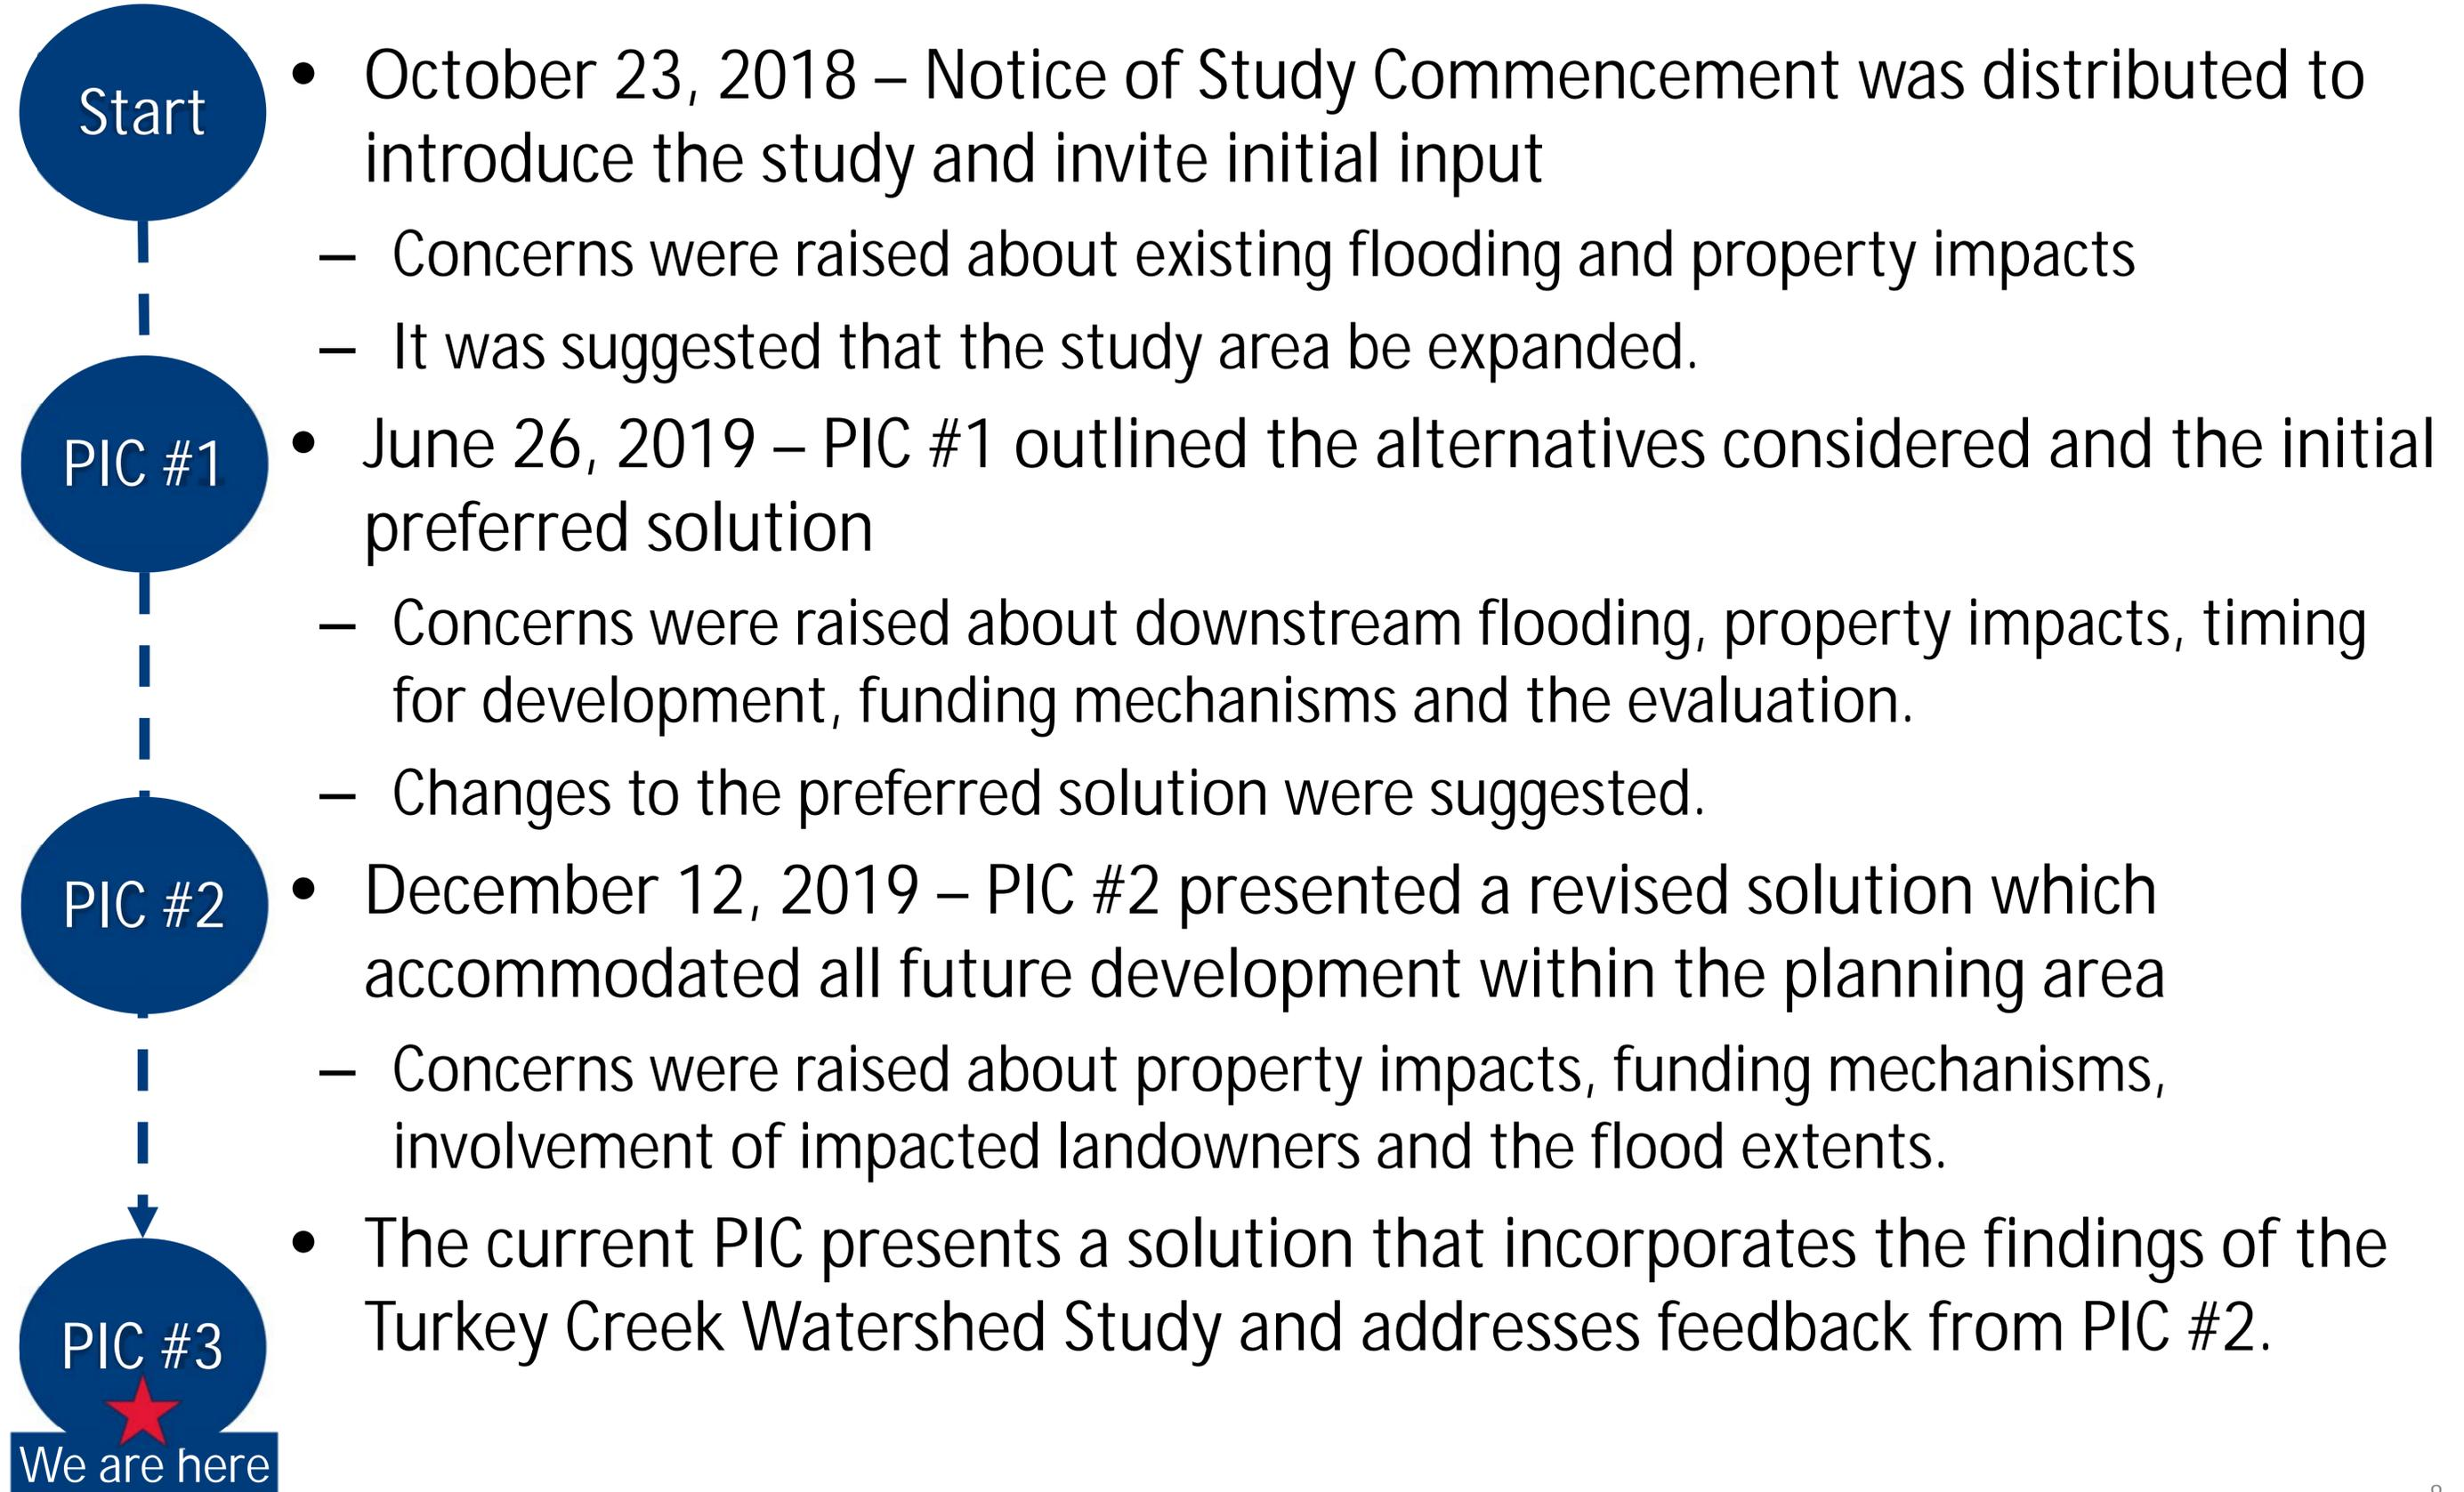 Start
• October 23, 2018 – Notice of Study Commencement was distributed to
introduce the study and invite initial input
– Concerns were raised about existing flooding and property impacts
– It was suggested that the study area be expanded.
PIC #1
• June 26, 2019 – PIC #1 outlined the alternatives considered and the initial
preferred solution
– Concerns were raised about downstream flooding, property impacts, timing
for development, funding mechanisms and the evaluation.
– Changes to the preferred solution were suggested.
PIC #2
• December 12, 2019 – PIC #2 presented a revised solution which
accommodated all future development within the planning area
– Concerns were raised about property impacts, funding mechanisms,
involvement of impacted landowners and the flood extents.
PIC #3
• The current PIC presents a solution that incorporates the findings of the
Turkey Creek Watershed Study and addresses feedback from PIC #2.
We are here